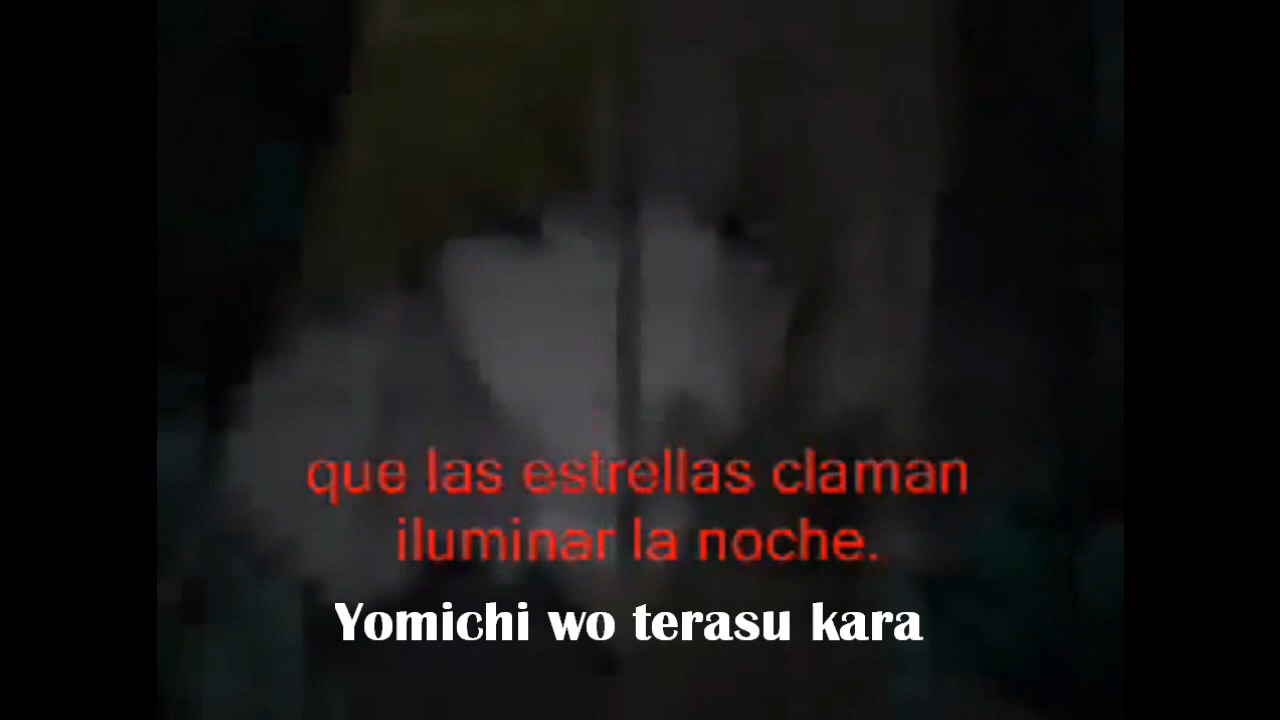 que las estrellas claman
iluminar la noche.
Yomichi wo terasu kara